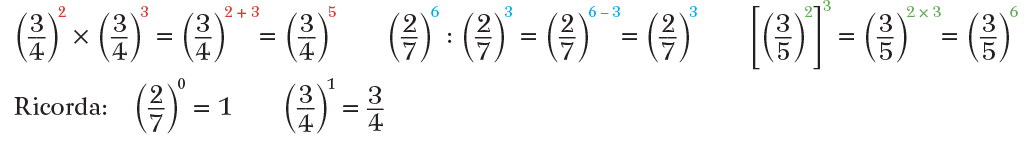 (3/4)² × (3/4)³ = (3/4)²⁺³ = (3/4)⁵ (2/7)⁶ : (2/7)³ = (2/7)⁶⁻³ = (2/7)³ [(3/5)²]³ = (3/5)²ˣ³ = (3/5)⁶
Ricorda: (2/7)⁰ = 1 (3/4)¹ = 3/4